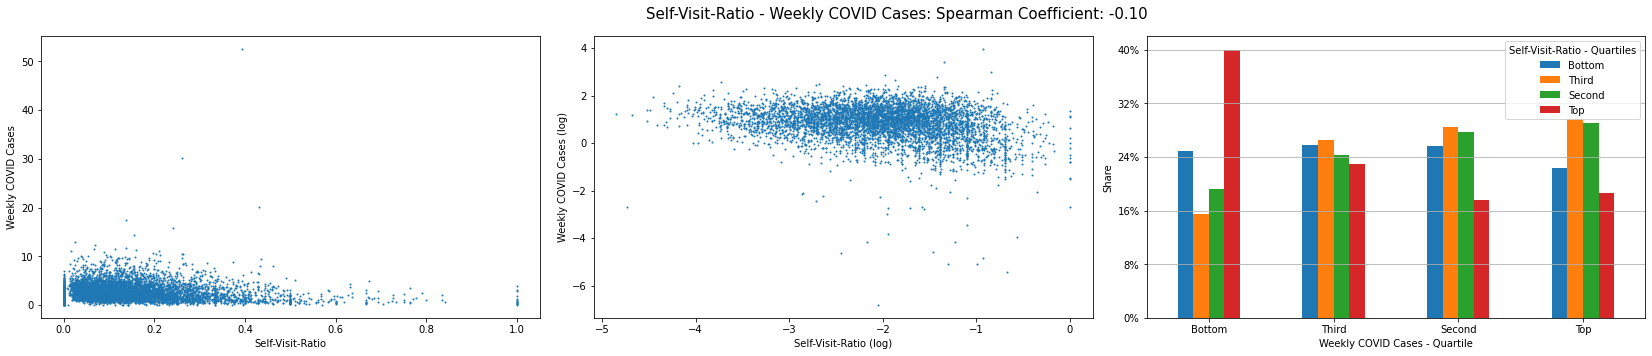 Self-Visit-Ratio - Weekly COVID Cases: Spearman Coefficient: -0.10
Weekly COVID Cases
50
40
30
20
10
0
0.0 0.2 0.4 0.6 0.8 1.0
Self-Visit-Ratio
Weekly COVID Cases (log)
4
2
0
−2
−4
−6
−5 −4 −3 −2 −1 0
Self-Visit-Ratio (log)
Share
40%
32%
24%
16%
8%
0%
Self-Visit-Ratio - Quartiles
Bottom
Third
Second
Top
Bottom Third Second Top
Weekly COVID Cases - Quartile